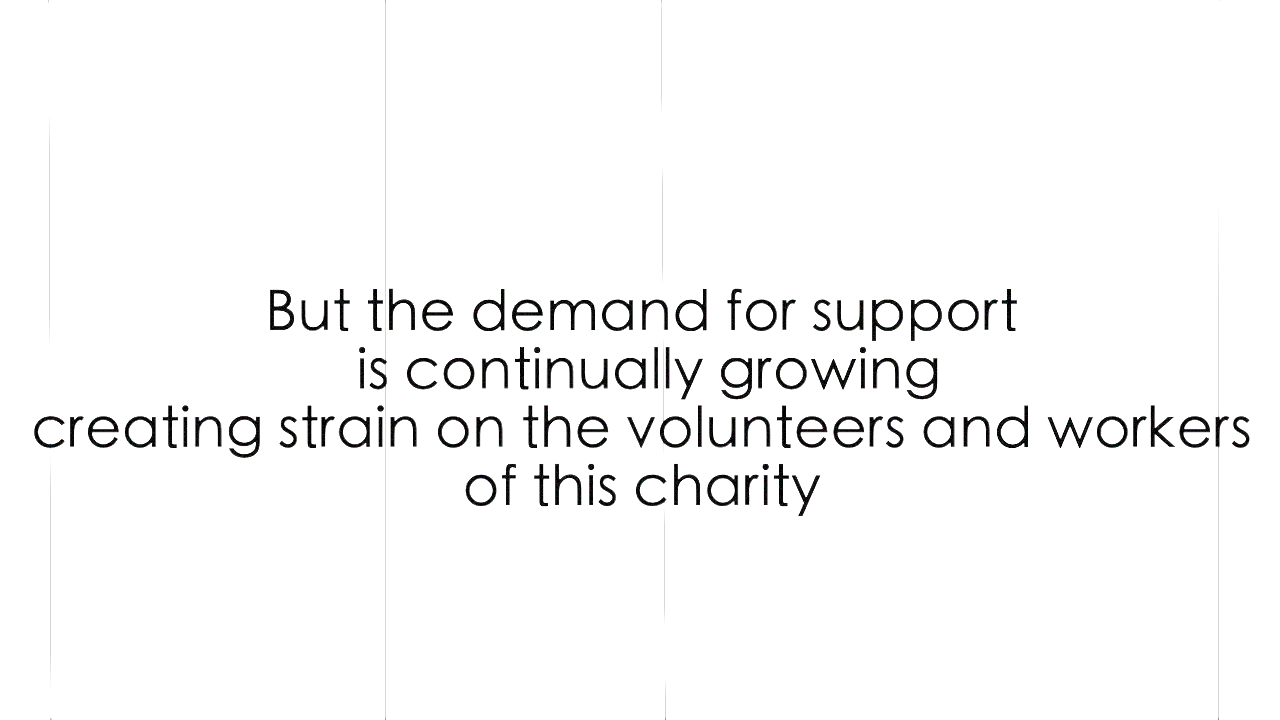 But the demand for support
is continually growing
creating strain on the volunteers and workers
of this charity